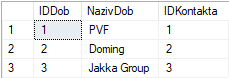 IDDob NazivDob IDKontakta
1 1 PVF 1
2 2 Doming 2
3 3 Jakka Group 3